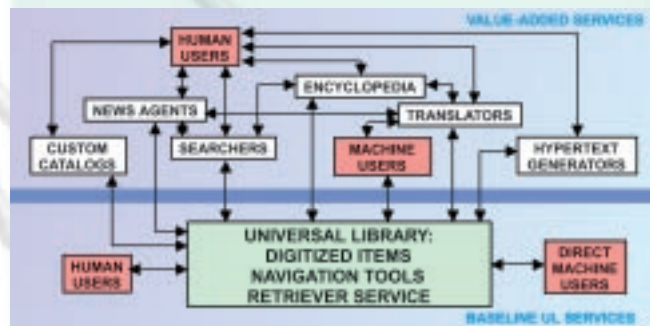 VALUE-ADDED SERVICES
HUMAN
USERS
ENCYCLOPEDIA
NEWS AGENTS
TRANSLATORS
CUSTOM
CATALOGS
SEARCHERS
MACHINE
USERS
HYPERTEXT
GENERATORS
UNIVERSAL LIBRARY:
DIGITIZED ITEMS
NAVIGATION TOOLS
RETRIEVER SERVICE
HUMAN
USERS
DIRECT
MACHINE
USERS
BASELINE UL SERVICES